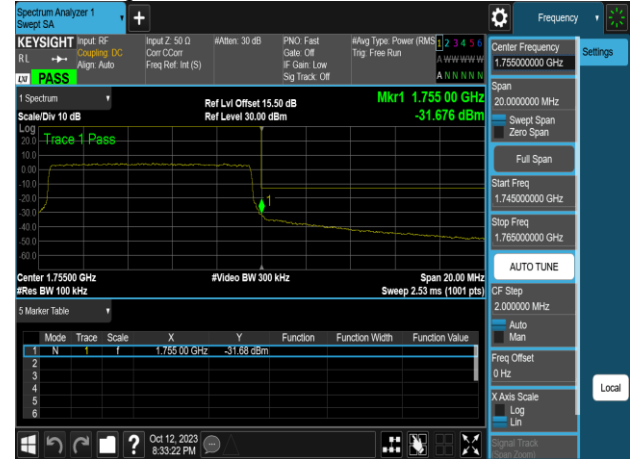 Spectrum Analyzer 1
Swept SA
Frequency
KEYSIGHT
Input: RF
Coupling: DC
Align: Auto
Input Z: 50 Ω
Corr CCorr
Freq Ref: Int (S)
#Atten: 30 dB
PNO: Fast
Gate: Off
IF Gain: Low
Sig Track: Off
#Avg Type: Power (RMS
Trig: Free Run
1 2 3 4 5 6
A W W W W W
A N N N N N
RL
LXI PASS
1 Spectrum
Scale/Div 10 dB
Ref Lvl Offset 15.50 dB
Ref Level 30.00 dBm
Mkr1 1.755 00 GHz
-31.676 dBm
Log
Trace 1 Pass
20.0
10.0
0.00
-10.0
-20.0
-30.0
-40.0
-50.0
-60.0
1
Center 1.75500 GHz
#Res BW 100 kHz
#Video BW 300 kHz
Span 20.00 MHz
Sweep 2.53 ms (1001 pts)
5 Marker Table
Mode Trace Scale X Y Function Function Width Function Value
1 N 1 f 1.755 00 GHz -31.68 dBm
2
3
4
5
6
Oct 12, 2023
8:33:22 PM
Center Frequency
1.755000000 GHz
Span
20.0000000 MHz
Swept Span
Zero Span
Full Span
Start Freq
1.745000000 GHz
Stop Freq
1.765000000 GHz
AUTO TUNE
CF Step
2.000000 MHz
Auto
Man
Freq Offset
0 Hz
X Axis Scale
Log
Lin
Signal Track
(Span Zoom)
Settings
Local